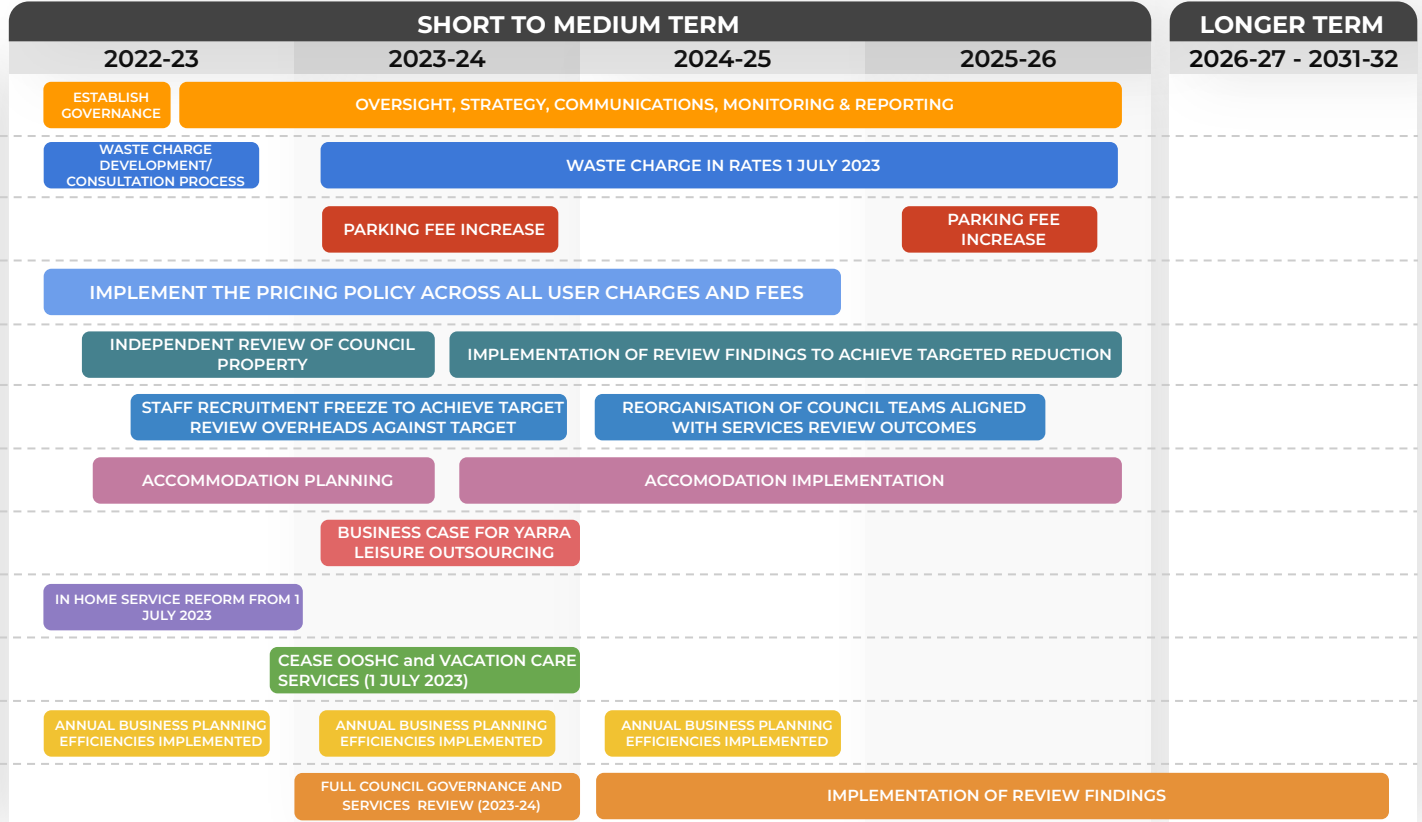 SHORT TO MEDIUM TERM
LONGER TERM
2022-23
2023-24
2024-25
2025-26
2026-27 - 2031-32
ESTABLISH
GOVERNANCE
OVERSIGHT, STRATEGY, COMMUNICATIONS, MONITORING & REPORTING
WASTE CHARGE
DEVELOPMENT/
CONSULTATION PROCESS
WASTE CHARGE IN RATES 1 JULY 2023
PARKING FEE INCREASE
PARKING FEE
INCREASE
IMPLEMENT THE PRICING POLICY ACROSS ALL USER CHARGES AND FEES
INDEPENDENT REVIEW OF COUNCIL
PROPERTY
IMPLEMENTATION OF REVIEW FINDINGS TO ACHIEVE TARGETED REDUCTION
STAFF RECRUITMENT FREEZE TO ACHIEVE TARGET
REVIEW OVERHEADS AGAINST TARGET
REORGANISATION OF COUNCIL TEAMS ALIGNED
WITH SERVICES REVIEW OUTCOMES
ACCOMMODATION PLANNING
ACCOMODATION IMPLEMENTATION
BUSINESS CASE FOR YARRA
LEISURE OUTSOURCING
IN HOME SERVICE REFORM FROM 1
JULY 2023
CEASE OOSHC and VACATION CARE
SERVICES (1 JULY 2023)
ANNUAL BUSINESS PLANNING
EFFICIENCIES IMPLEMENTED
ANNUAL BUSINESS PLANNING
EFFICIENCIES IMPLEMENTED
ANNUAL BUSINESS PLANNING
EFFICIENCIES IMPLEMENTED
FULL COUNCIL GOVERNANCE AND
SERVICES REVIEW (2023-24)
IMPLEMENTATION OF REVIEW FINDINGS